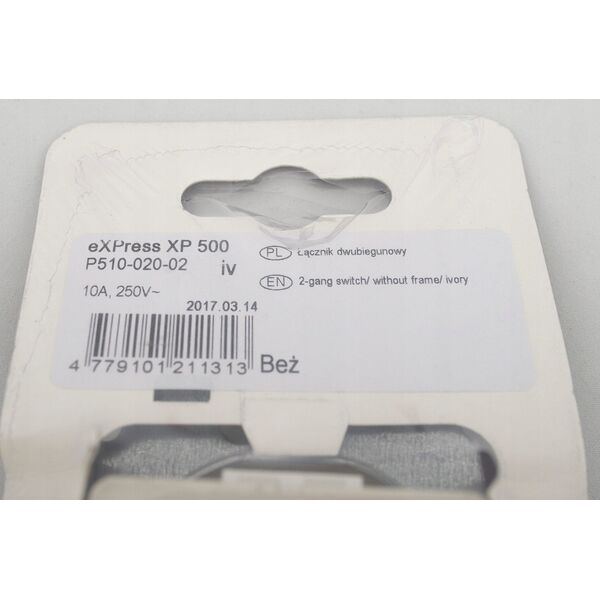 eXPress XP 500
P510-020-02 iv
10A, 250V~
2017.03.14
4 779101 211313 Beż
PL Łącznik dwubiegunowy
EN 2-gang switch/ without frame/ ivory